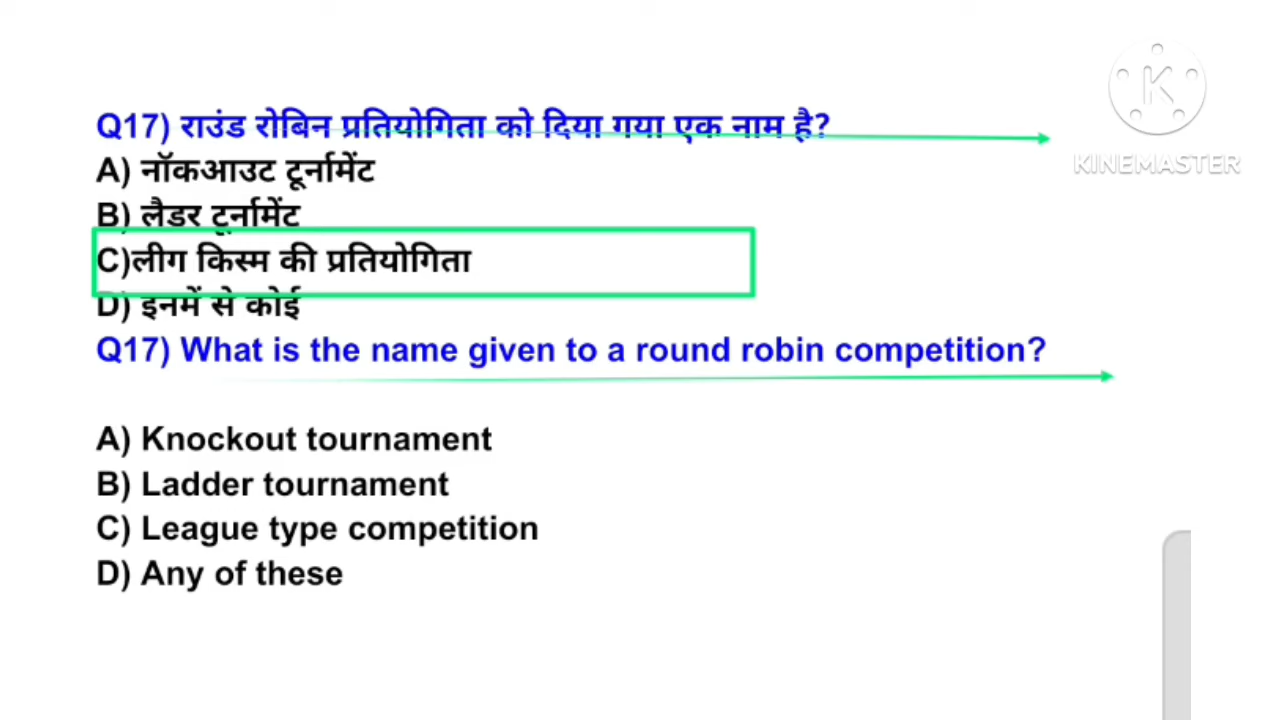 Q17) राउंड रोबिन प्रतियोगिता को दिया गया एक नाम है?
A) नॉकआउट टूर्नामेंट
B) लैडर टूर्नामेंट
C)लीग किस्म की प्रतियोगिता
D) इनमें से कोई
Q17) What is the name given to a round robin competition?
A) Knockout tournament
B) Ladder tournament
C) League type competition
D) Any of these
K
KINEMASTER